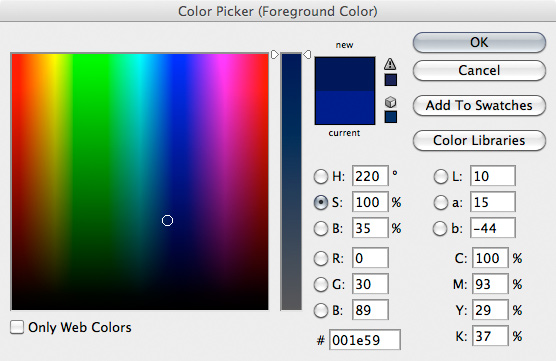 Color Picker (Foreground Color)
new
current
OK
Cancel
Add To Swatches
Color Libraries
H: 220 °
S: 100 %
B: 35 %
R: 0
G: 30
B: 89
# 001e59
L: 10
a: 15
b: -44
C: 100 %
M: 93 %
Y: 29 %
K: 37 %
Only Web Colors